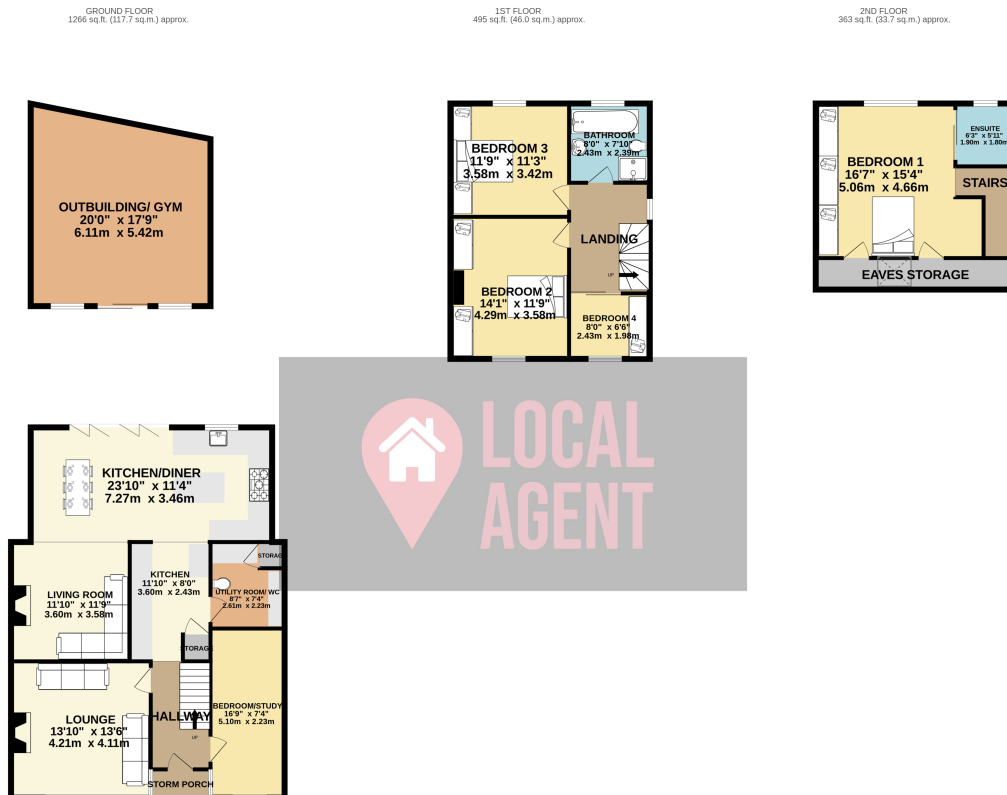 GROUND FLOOR
1266 sq.ft. (117.7 sq.m.) approx.
1ST FLOOR
495 sq.ft. (46.0 sq.m.) approx.
2ND FLOOR
363 sq.ft. (33.7 sq.m.) approx.
OUTBUILDING/ GYM
20'0" x 17'9"
6.11m x 5.42m
BEDROOM 3
11'9" x 11'3"
3.58m x 3.42m
BATHROOM
8'0" x 7'10"
2.43m x 2.39m
LANDING
UP
BEDROOM 2
14'1" x 11'9"
4.29m x 3.58m
BEDROOM 4
8'0" x 6'6"
2.43m x 1.98m
BEDROOM 1
16'7" x 15'4"
5.06m x 4.66m
ENSUITE
6'3" x 5'11"
1.90m x 1.80m
STAIRS
EAVES STORAGE
LOCAL
AGENT
KITCHEN/DINER
23'10" x 11'4"
7.27m x 3.46m
LIVING ROOM
11'10" x 11'9"
3.60m x 3.58m
KITCHEN
11'10" x 8'0"
3.60m x 2.43m
STORAGE
UTILITY ROOM/ WC
8'7" x 7'4"
2.61m x 2.23m
STORAGE
LOUNGE
13'10" x 13'6"
4.21m x 4.11m
HALLWAY
UP
BEDROOM/STUDY
16'9" x 7'4"
5.10m x 2.23m
STORM PORCH